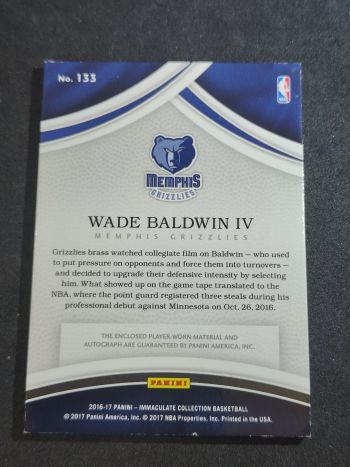 No. 133
NBA
MEMPHIS
GRIZZLIES
WADE BALDWIN IV
MEMPHIS GRIZZLIES
Grizzlies brass watched collegiate film on Baldwin — who used
to put pressure on opponents and force them into turnovers —
and decided to upgrade their defensive intensity by selecting
him. What showed up on the game tape translated to the
NBA, where the point guard registered three steals during his
professional debut against Minnesota on Oct. 26, 2016.
THE ENCLOSED PLAYER-WORN MATERIAL AND
AUTOGRAPH ARE GUARANTEED BY PANINI AMERICA, INC.
PANINI
2016-17 PANINI – IMMACULATE COLLECTION BASKETBALL
© 2017 Panini America, Inc. © 2017 NBA Properties, Inc. Printed in the USA.